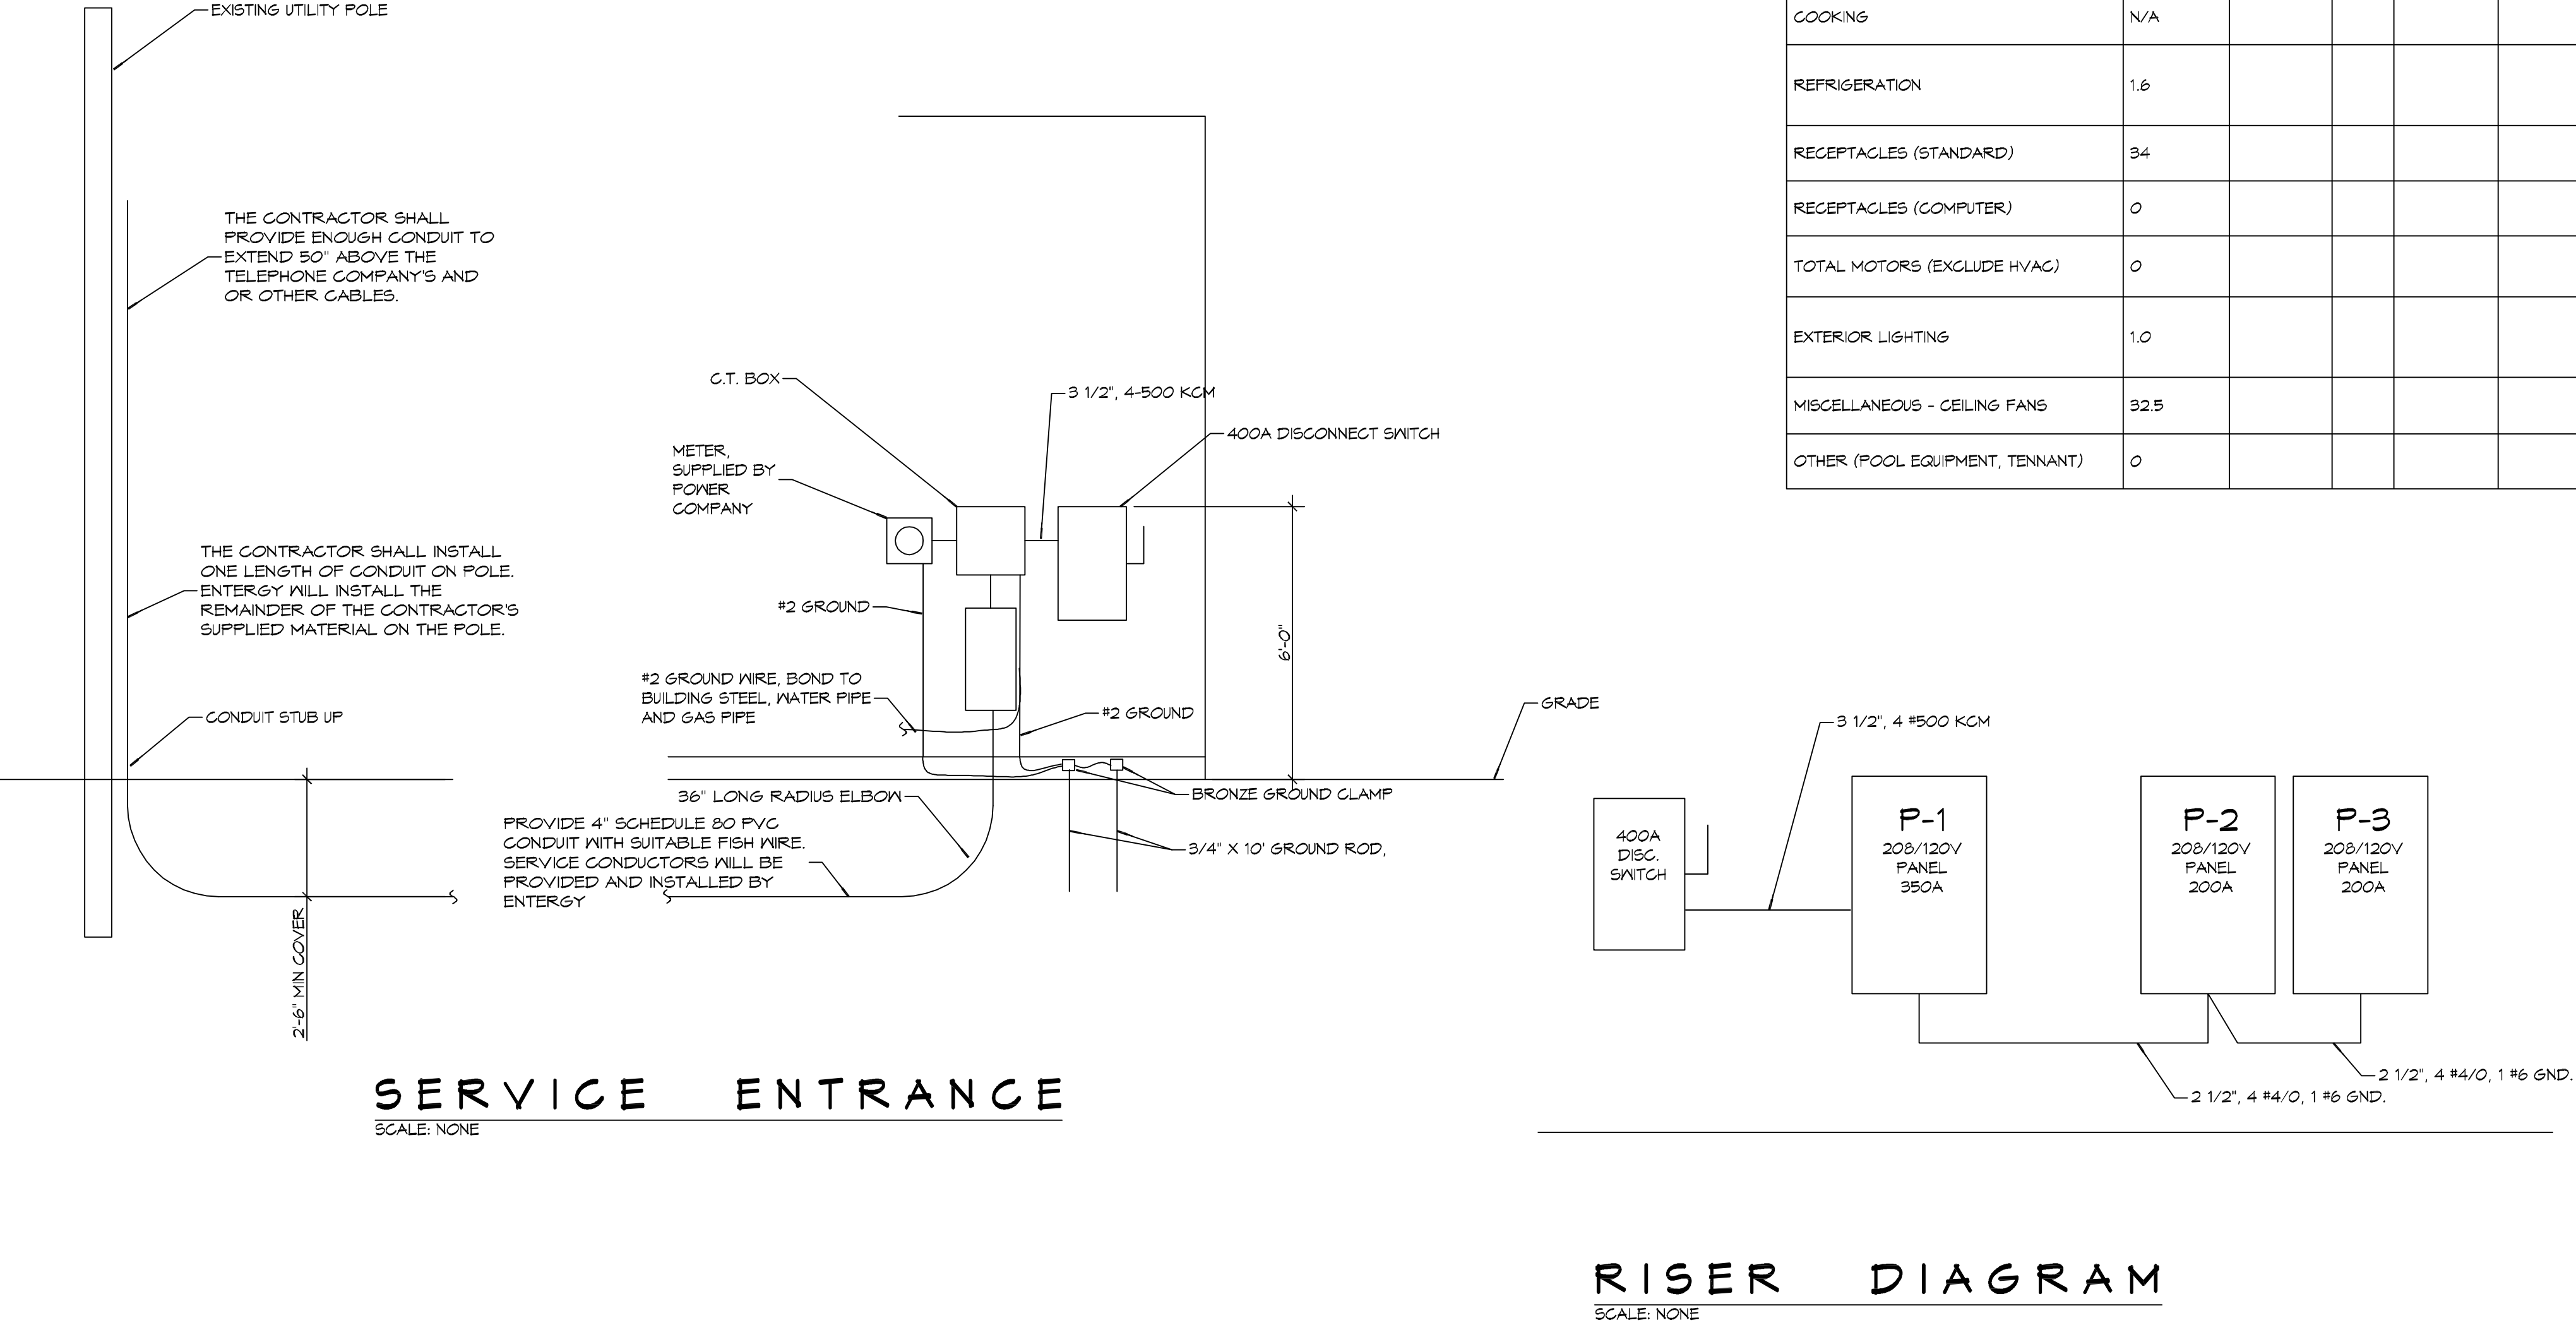 EXISTING UTILITY POLE
THE CONTRACTOR SHALL
PROVIDE ENOUGH CONDUIT TO
EXTEND 50" ABOVE THE
TELEPHONE COMPANY'S AND
OR OTHER CABLES.
THE CONTRACTOR SHALL INSTALL
ONE LENGTH OF CONDUIT ON POLE.
ENTERGY WILL INSTALL THE
REMAINDER OF THE CONTRACTOR'S
SUPPLIED MATERIAL ON THE POLE.
CONDUIT STUB UP
2'-6" MIN COVER
C.T. BOX
3 1/2", 4-500 KCM
400A DISCONNECT SWITCH
METER,
SUPPLIED BY
POWER
COMPANY
#2 GROUND
6'-0"
#2 GROUND WIRE, BOND TO
BUILDING STEEL, WATER PIPE
AND GAS PIPE
#2 GROUND
GRADE
36" LONG RADIUS ELBOW
BRONZE GROUND CLAMP
PROVIDE 4" SCHEDULE 80 PVC
CONDUIT WITH SUITABLE FISH WIRE.
SERVICE CONDUCTORS WILL BE
PROVIDED AND INSTALLED BY
ENTERGY
3/4" X 10' GROUND ROD,
SERVICE ENTRANCE
SCALE: NONE
COOKING N/A
REFRIGERATION 1.6
RECEPTACLES (STANDARD) 34
RECEPTACLES (COMPUTER) 0
TOTAL MOTORS (EXCLUDE HVAC) 0
EXTERIOR LIGHTING 1.0
MISCELLANEOUS - CEILING FANS 32.5
OTHER (POOL EQUIPMENT, TENNANT) 0
3 1/2", 4 #500 KCM
400A
DISC.
SWITCH
P-1
208/120V
PANEL
350A
P-2
208/120V
PANEL
200A
P-3
208/120V
PANEL
200A
2 1/2", 4 #4/0, 1 #6 GND.
2 1/2", 4 #4/0, 1 #6 GND.
RISER DIAGRAM
SCALE: NONE